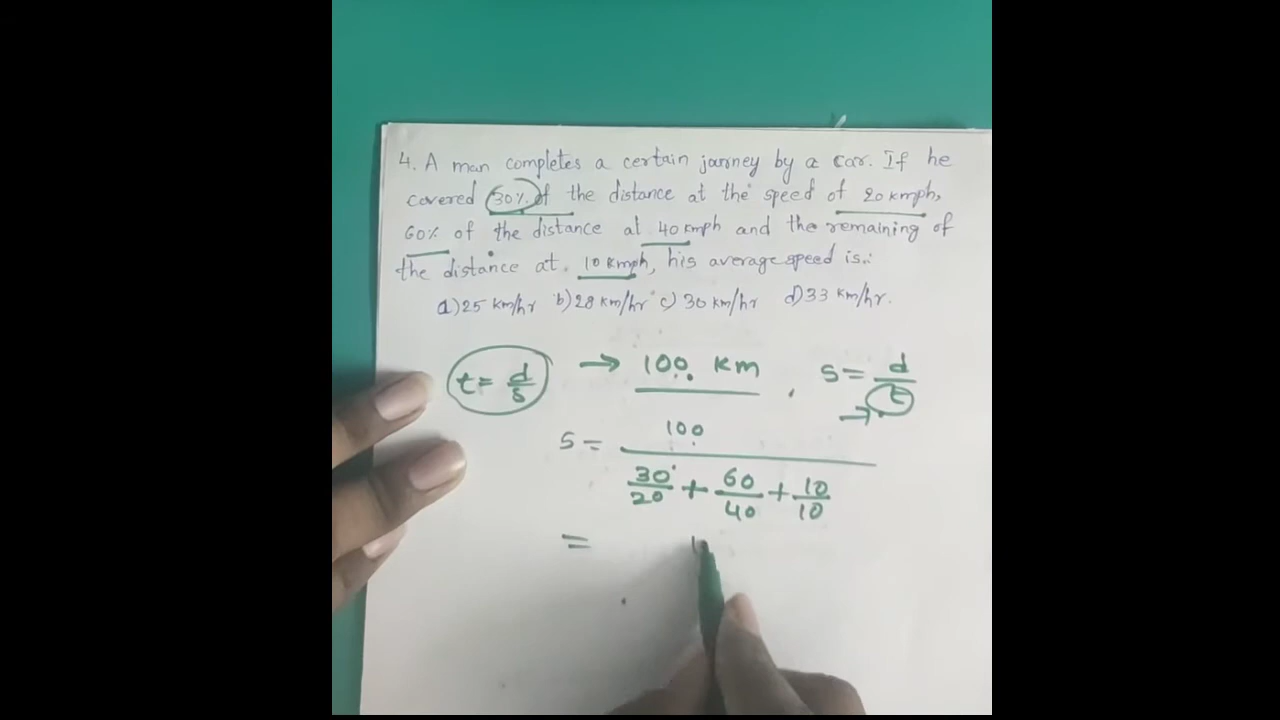 4. A man completes a certain jarney by a car. If he
covered 30% of the distance at the speed of 20 kmph,
60% of the distance at 40 kmph and the remaining of
the distance at 10 kmph, his average speed is:
a) 25 km/hr b) 28 km/hr c) 30 km/hr d) 33 km/hr.
t = d/s → 100 km, s = d/t
s = 100 / (30/20 + 60/40 + 10/10)
=